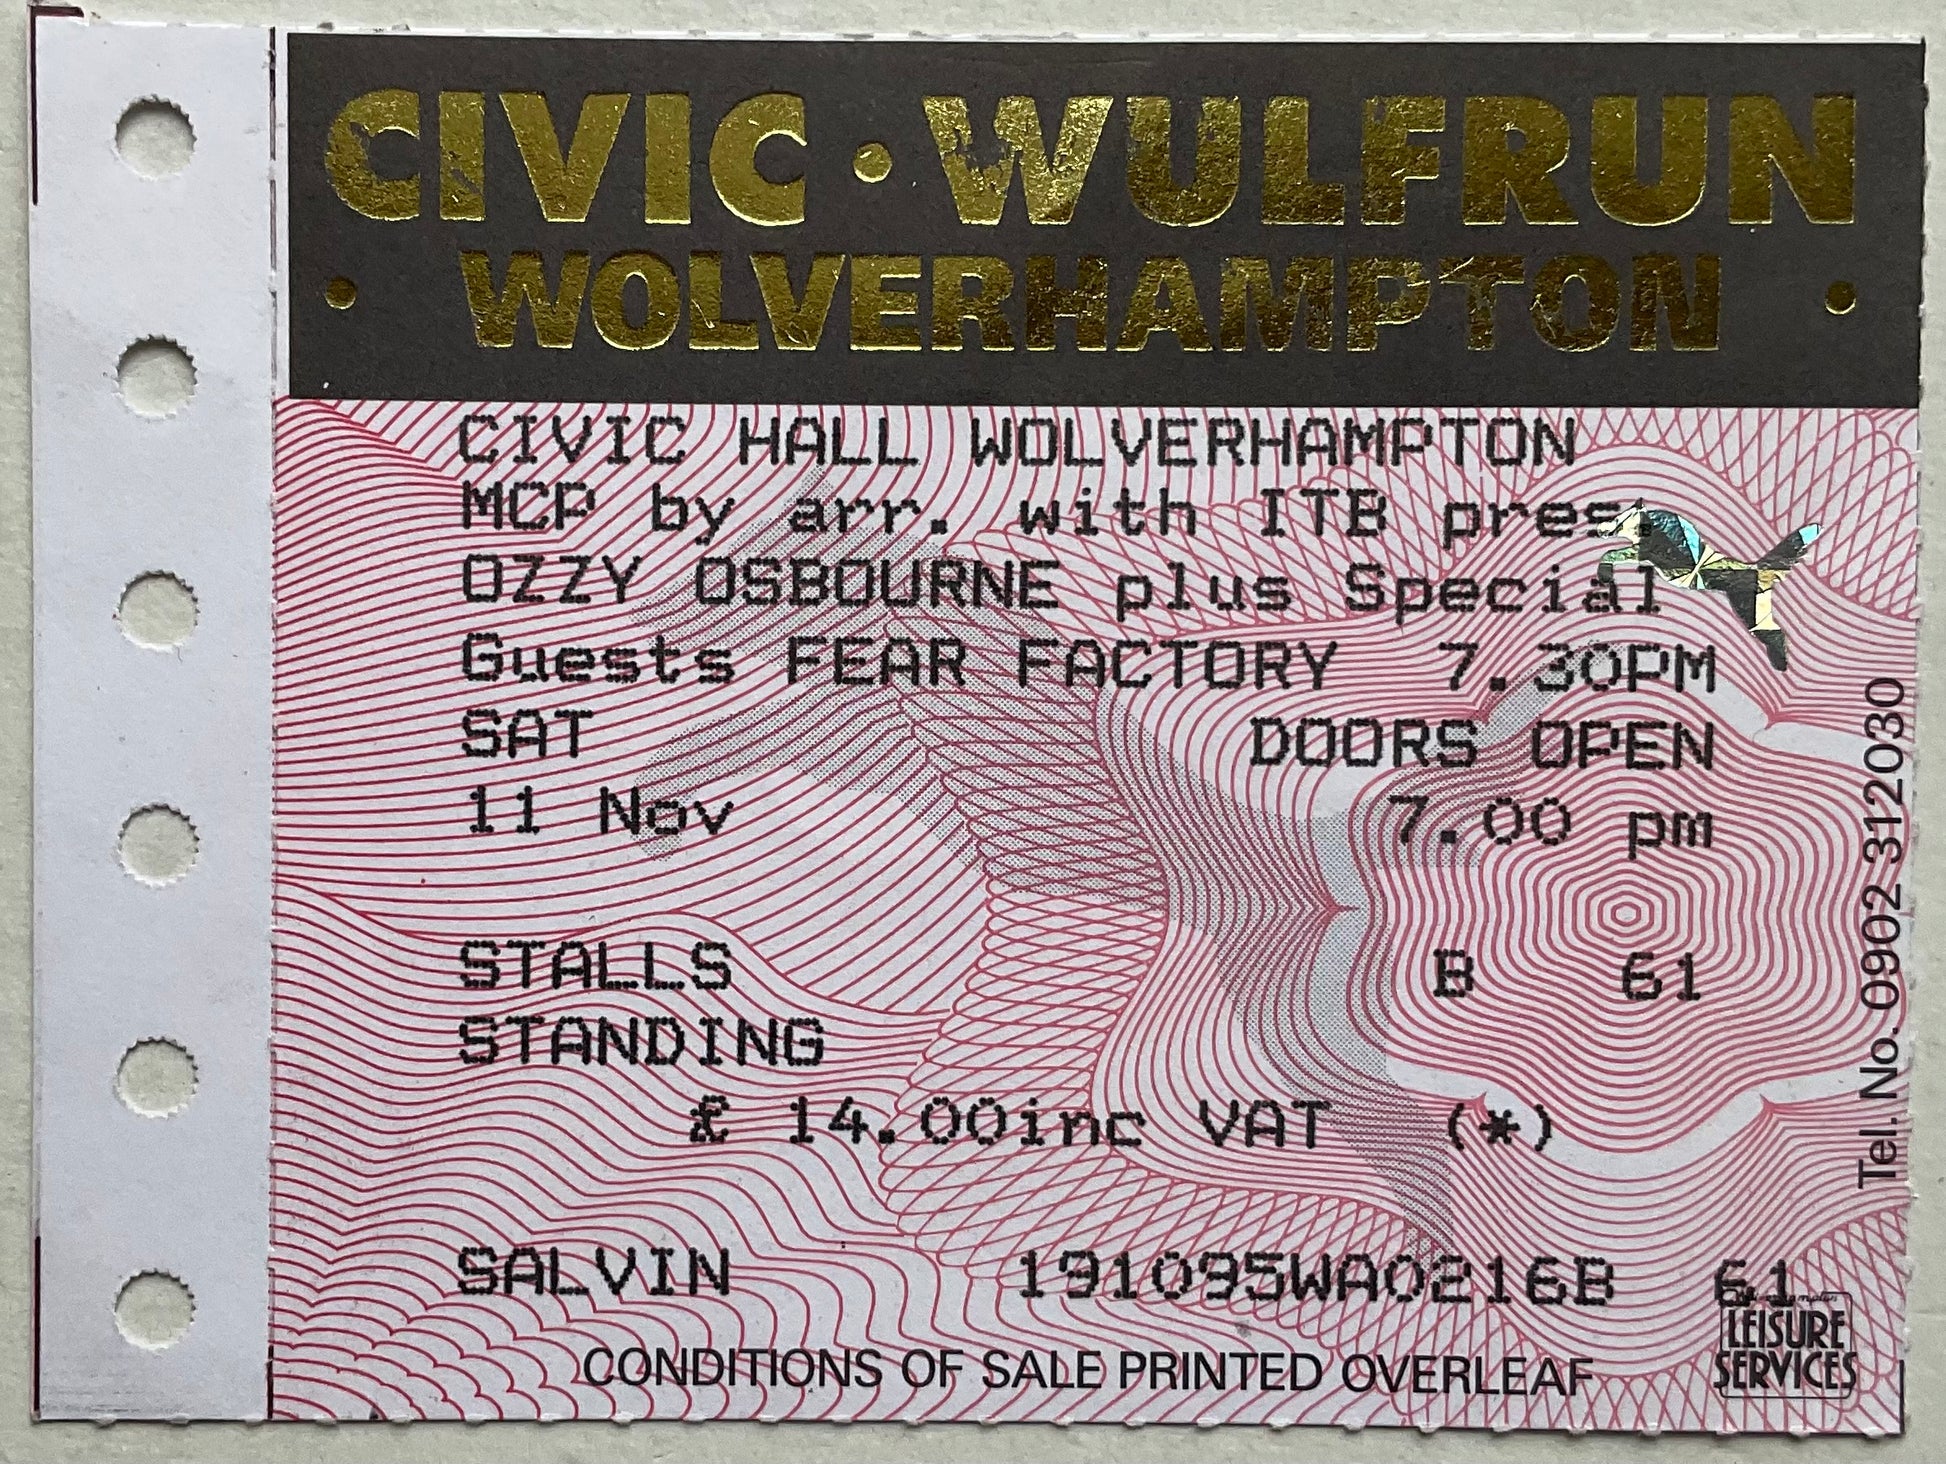 CIVIC • WULFRUN
• WOLVERHAMPTON •
CIVIC HALL WOLVERHAMPTON
MCP by arr. with ITB pres.
OZZY OSBOURNE plus Special
Guests FEAR FACTORY 7.30PM
SAT DOORS OPEN
11 Nov 7.00 pm
STALLS B 61
STANDING
£ 14.00inc VAT (*)
SALVIN 191095WA0216B 61
Wolverhampton
LEISURE
SERVICES
CONDITIONS OF SALE PRINTED OVERLEAF
Tel. No. 0902 312030